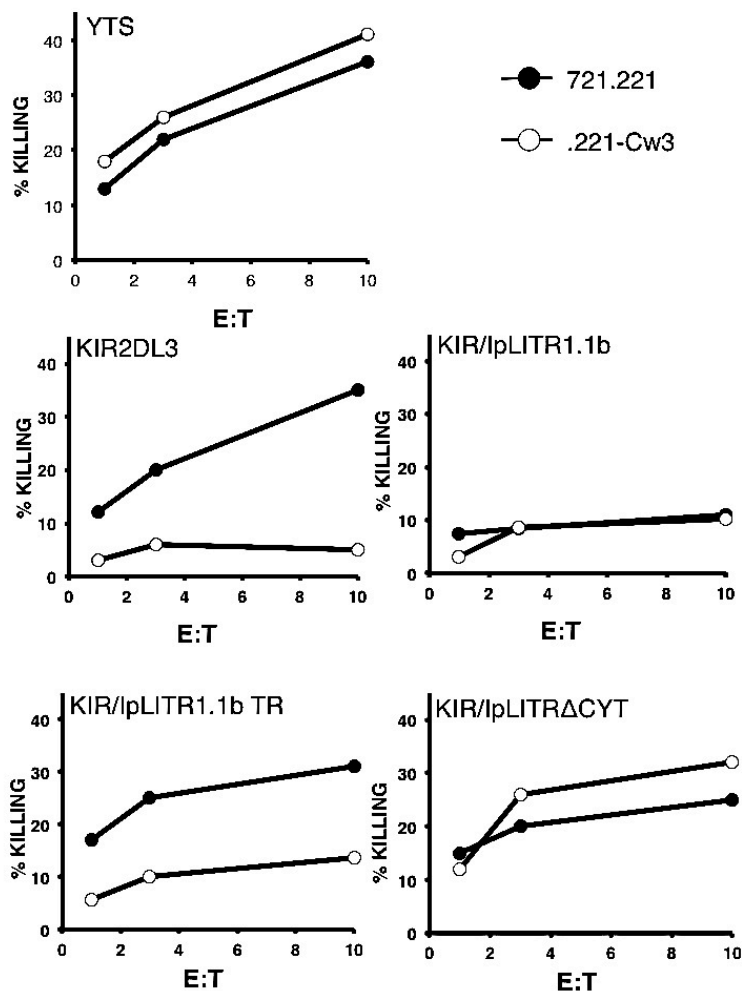 YTS
% KILLING
40
30
20
10
0
0 2 4 6 8 10
E:T
721.221
.221-Cw3
KIR2DL3
% KILLING
40
30
20
10
0
0 2 4 6 8 10
E:T
KIR/IpLITR1.1b
% KILLING
40
30
20
10
0
0 2 4 6 8 10
E:T
KIR/IpLITR1.1b TR
% KILLING
40
30
20
10
0
0 2 4 6 8 10
E:T
KIR/IpLITRΔCYT
% KILLING
40
30
20
10
0
0 2 4 6 8 10
E:T